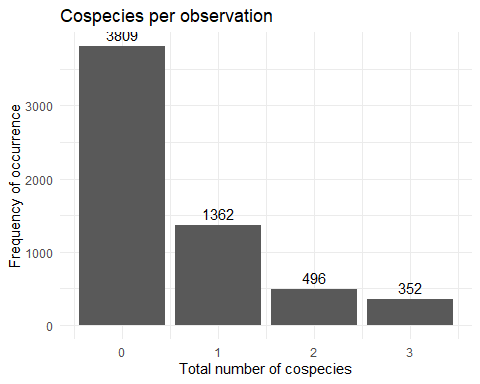 Cospecies per observation
3809
3000
Frequency of occurrence
2000
1362
1000
496
352
0
0 1 2 3
Total number of cospecies